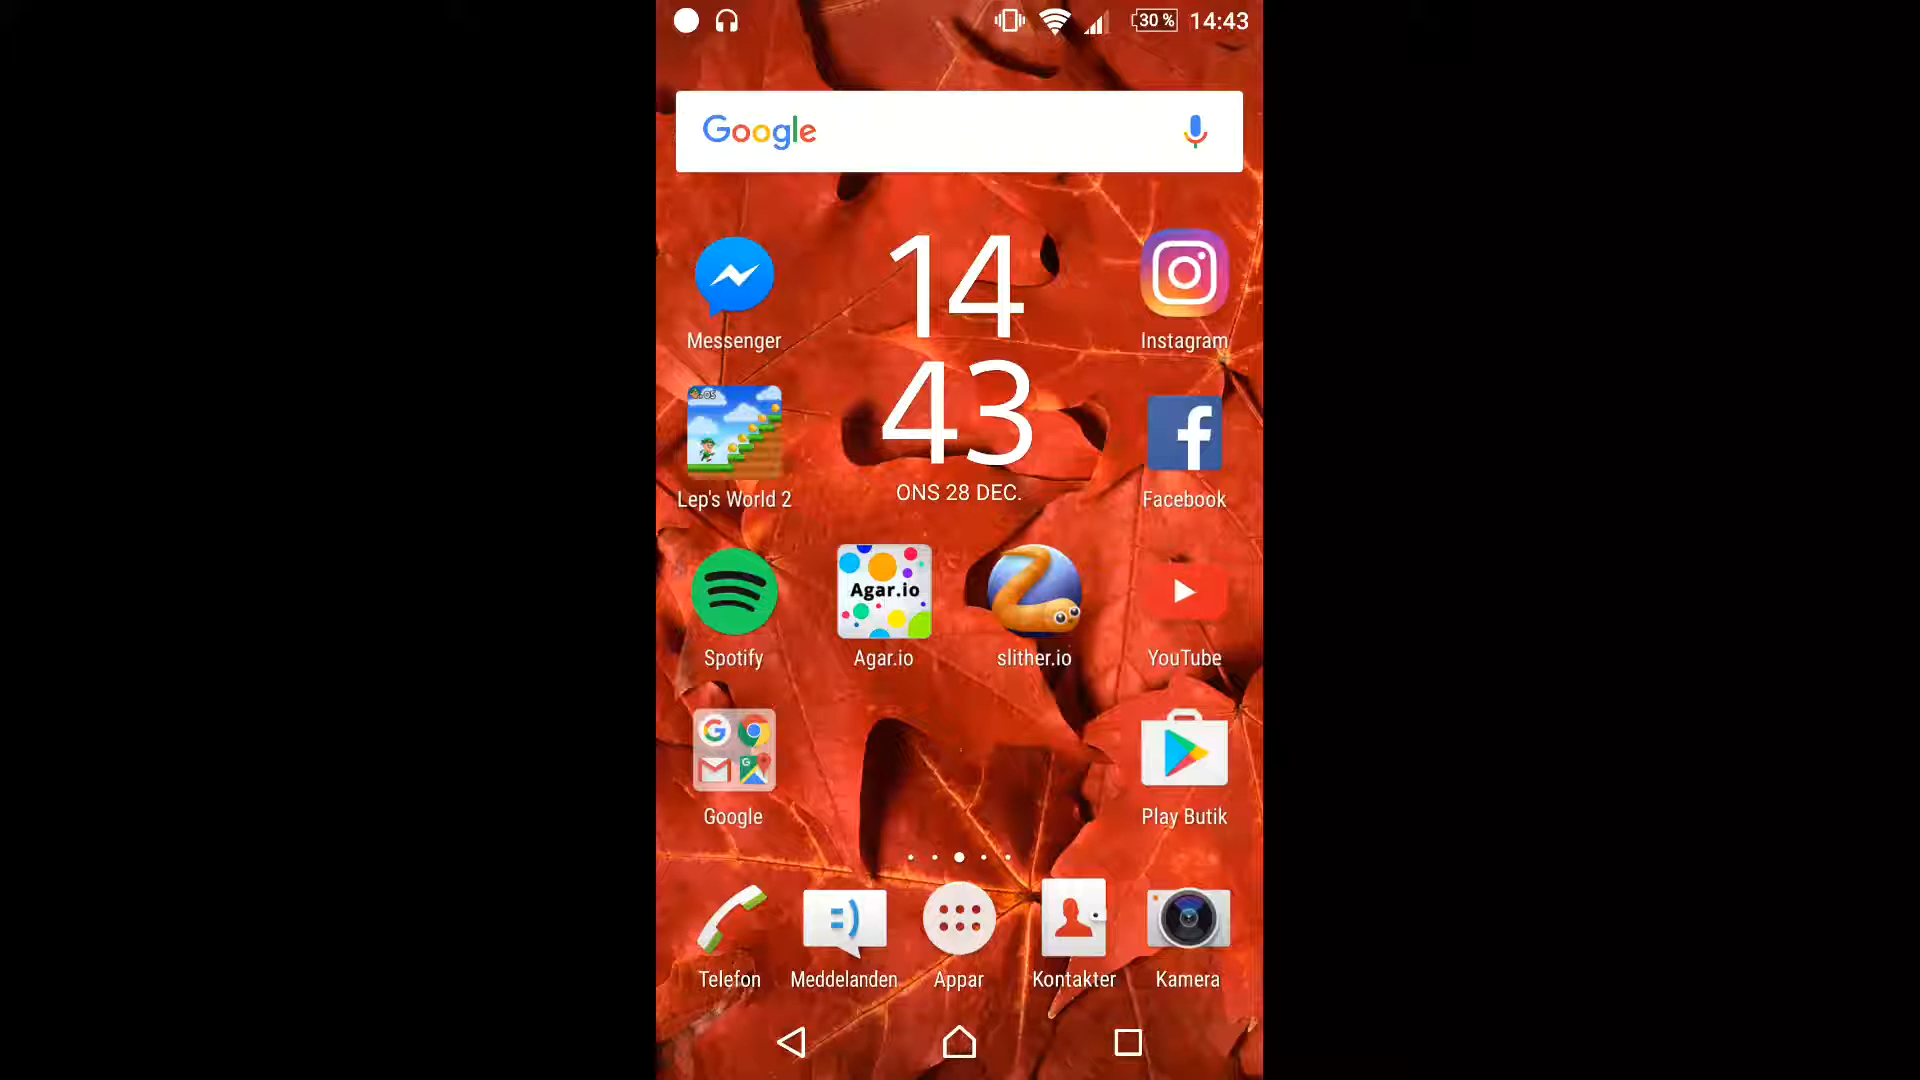 30 % 14:43
Google
14
43
ONS 28 DEC.
Messenger
Instagram
Lep's World 2
Facebook
Agar.io
Spotify
Agar.io
slither.io
YouTube
Google
Play Butik
Telefon
Meddelanden
Appar
Kontakter
Kamera